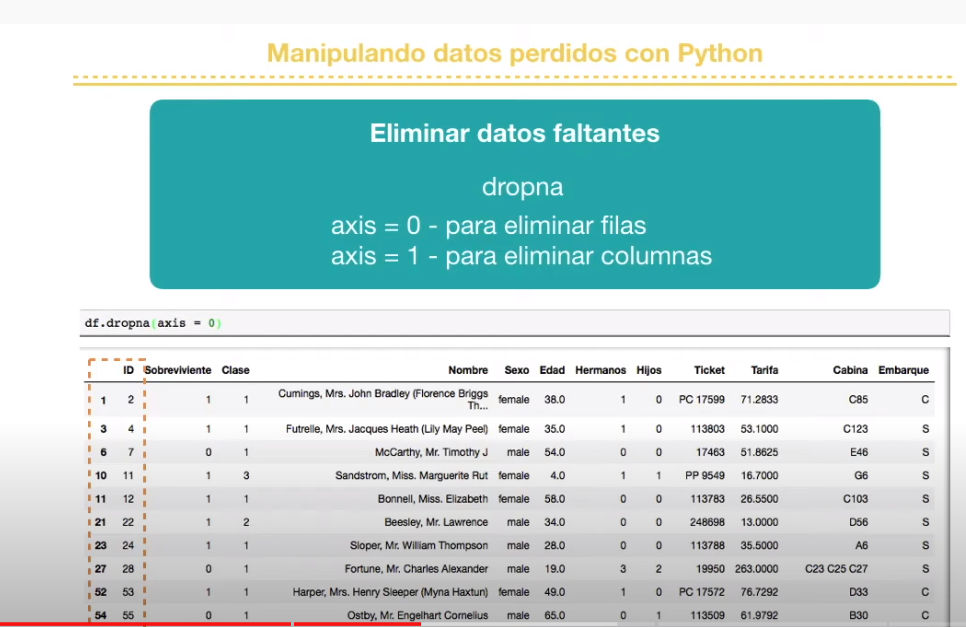 Manipulando datos perdidos con Python
Eliminar datos faltantes
dropna
axis = 0 - para eliminar filas
axis = 1 - para eliminar columnas
df.dropna(axis = 0)
ID Sobreviviente Clase Nombre Sexo Edad Hermanos Hijos Ticket Tarifa Cabina Embarque
1 2 1 1 Cumings, Mrs. John Bradley (Florence Briggs Th... female 38.0 1 0 PC 17599 71.2833 C85 C
3 4 1 1 Futrelle, Mrs. Jacques Heath (Lily May Peel) female 35.0 1 0 113803 53.1000 C123 S
6 7 0 1 McCarthy, Mr. Timothy J male 54.0 0 0 17463 51.8625 E46 S
10 11 1 3 Sandstrom, Miss. Marguerite Rut female 4.0 1 1 PP 9549 16.7000 G6 S
11 12 1 1 Bonnell, Miss. Elizabeth female 58.0 0 0 113783 26.5500 C103 S
21 22 1 2 Beesley, Mr. Lawrence male 34.0 0 0 248698 13.0000 D56 S
23 24 1 1 Sloper, Mr. William Thompson male 28.0 0 0 113788 35.5000 A6 S
27 28 0 1 Fortune, Mr. Charles Alexander male 19.0 3 2 19950 263.0000 C23 C25 C27 S
52 53 1 1 Harper, Mrs. Henry Sleeper (Myna Haxtun) female 49.0 1 0 PC 17572 76.7292 D33 C
54 55 0 1 Ostby, Mr. Engelhart Cornelius male 65.0 0 1 113509 61.9792 B30 C